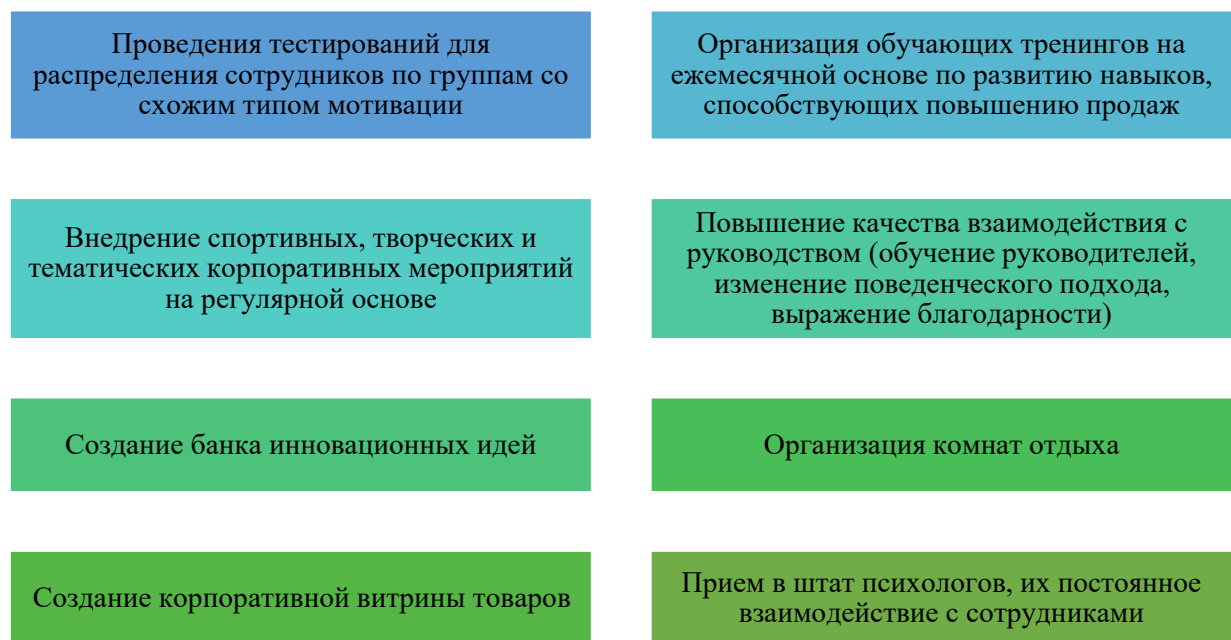 Проведения тестирований для
распределения сотрудников по группам со
схожим типом мотивации
Организация обучающих тренингов на
ежемесячной основе по развитию навыков,
способствующих повышению продаж
Внедрение спортивных, творческих и
тематических корпоративных мероприятий
на регулярной основе
Повышение качества взаимодействия с
руководством (обучение руководителей,
изменение поведенческого подхода,
выражение благодарности)
Создание банка инновационных идей
Организация комнат отдыха
Создание корпоративной витрины товаров
Прием в штат психологов, их постоянное
взаимодействие с сотрудниками